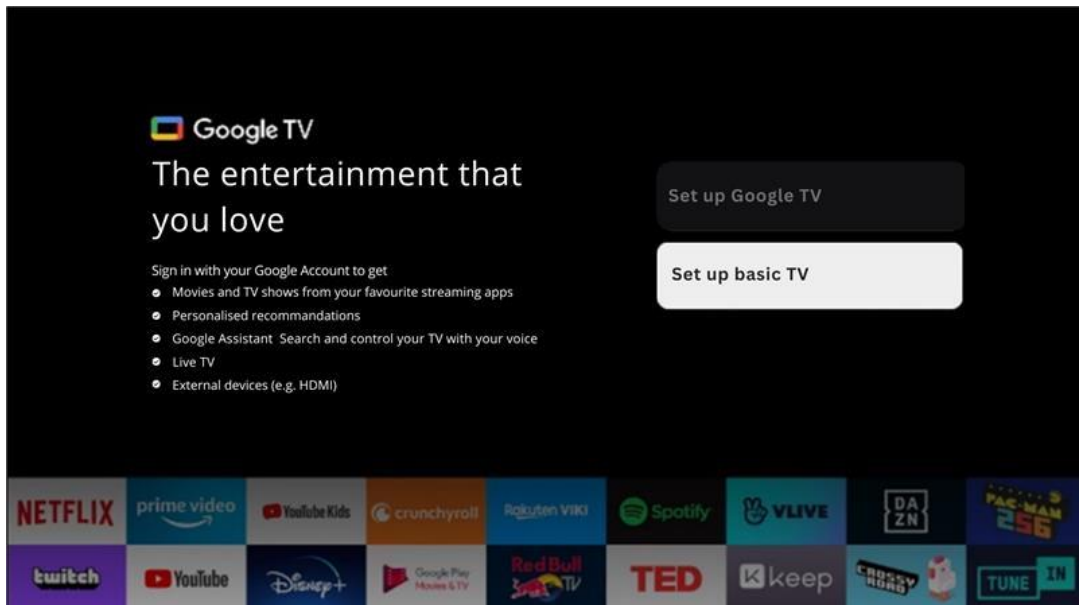 Google TV
The entertainment that
you love
Sign in with your Google Account to get
Movies and TV shows from your favourite streaming apps
Personalised recommandations
Google Assistant Search and control your TV with your voice
Live TV
External devices (e.g. HDMI)
Set up Google TV
Set up basic TV
NETFLIX prime video YouTube Kids crunchyroll Rakuten VIKI Spotify VLIVE DAZN PAC-MAN 256
twitch YouTube Disney+ Google Play Movies & TV Red Bull TV TED keep CROSSY ROAD TUNE IN